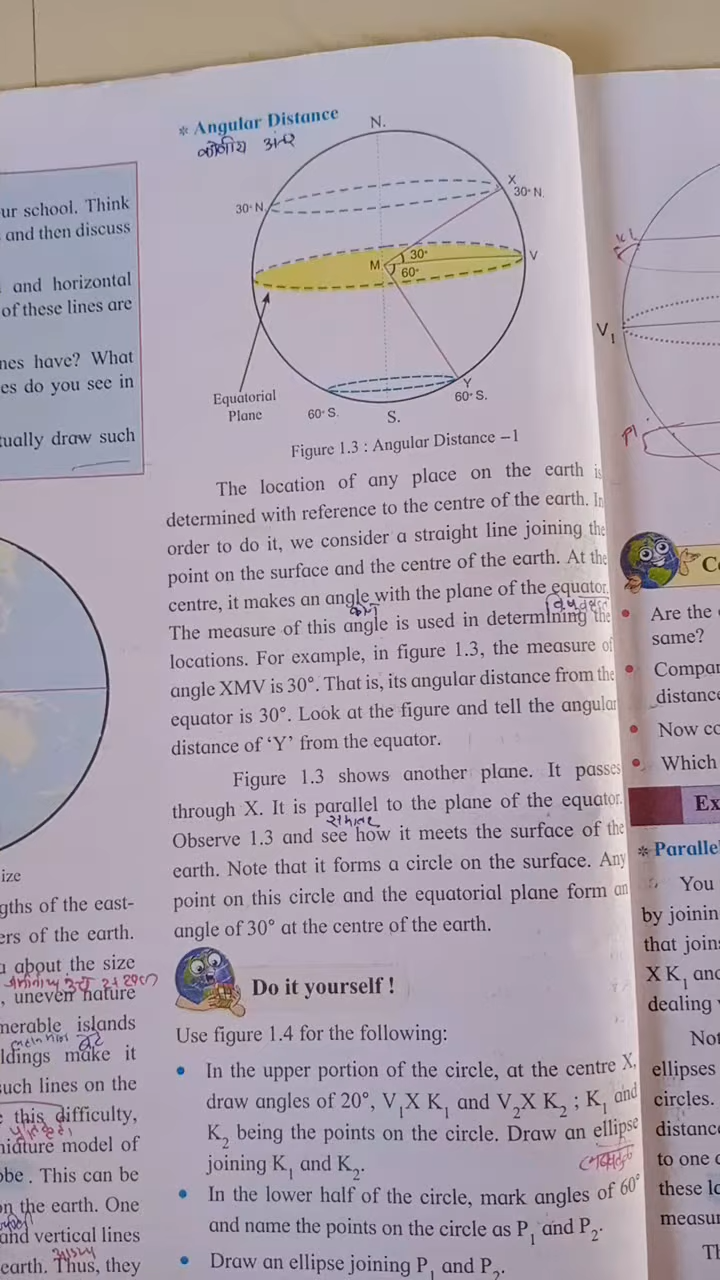 ur school. Think
and then discuss
and horizontal
of these lines are
nes have? What
es do you see in
tually draw such
ize
gths of the east-
ers of the earth.
about the size
, uneven nature
merable islands
ldings make it
such lines on the
this difficulty,
niature model of
obe. This can be
on the earth. One
and vertical lines
earth. Thus, they
* Angular Distance
कोणीय अंतर
N.
X
30° N.
30° N.
30°
M
V
60°
Y
60° S.
60° S.
S.
Equatorial
Plane
Figure 1.3 : Angular Distance –1
The location of any place on the earth is
determined with reference to the centre of the earth. In
order to do it, we consider a straight line joining the
point on the surface and the centre of the earth. At the
centre, it makes an angle with the plane of the equator.
The measure of this angle is used in determining the
locations. For example, in figure 1.3, the measure of
angle XMV is 30°. That is, its angular distance from the
equator is 30°. Look at the figure and tell the angular
distance of ‘Y’ from the equator.
Figure 1.3 shows another plane. It passes
through X. It is parallel to the plane of the equator.
समांतर
Observe 1.3 and see how it meets the surface of the
earth. Note that it forms a circle on the surface. Any
point on this circle and the equatorial plane form an
angle of 30° at the centre of the earth.
Do it yourself !
Use figure 1.4 for the following:
• In the upper portion of the circle, at the centre X,
draw angles of 20°, V₁X K₁ and V₂X K₂ ; K₁ and
K₂ being the points on the circle. Draw an ellipse
joining K₁ and K₂.
• In the lower half of the circle, mark angles of 60°
and name the points on the circle as P₁ and P₂.
• Draw an ellipse joining P₁ and P₂.
K1
V₁
P1
C
• Are the
same?
• Compar
distance
• Now co
• Which
Ex
* Paralle
You
by joinin
that join
X K₁ and
dealing
Not
ellipses
circles.
distance
to one
these lo
measur
Th